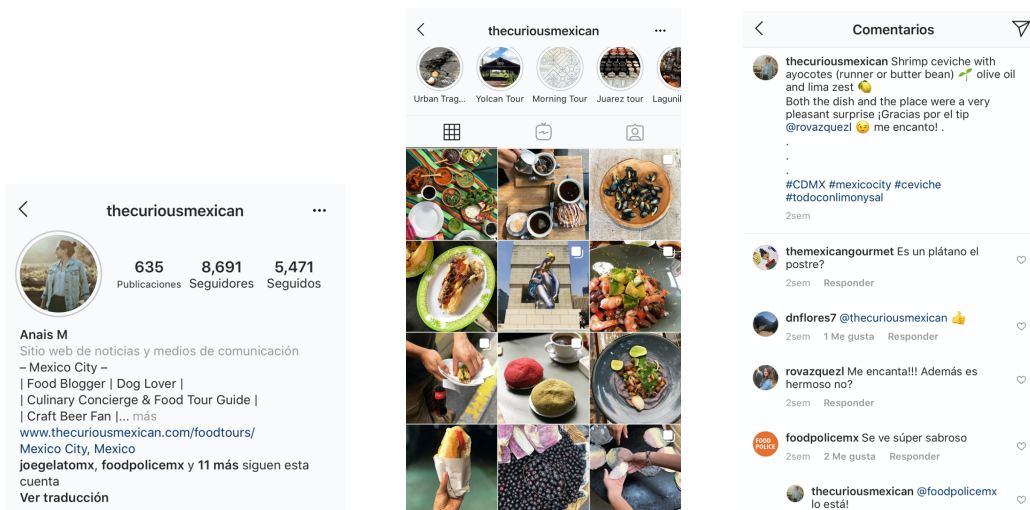 thecuriousmexican
635
8,691
5,471
Publicaciones
Seguidores
Seguidos
Anais M
Sitio web de noticias y medios de comunicación
– Mexico City –
| Food Blogger | Dog Lover |
| Culinary Concierge & Food Tour Guide |
| Craft Beer Fan |... más
www.thecuriousmexican.com/foodtours/
Mexico City, Mexico
joegelatomx, foodpolicemx y 11 más siguen esta
cuenta
Ver traducción
thecuriousmexican
Urban Trag...
Yolcan Tour
Morning Tour
Juarez tour
Lagunil
Comentarios
thecuriousmexican Shrimp ceviche with
ayocotes (runner or butter bean) 🌱 olive oil
and lima zest 🍋
Both the dish and the place were a very
pleasant surprise ¡Gracias por el tip
@rovazquezl 😉 me encanto! .
.
.
.
#CDMX #mexicocity #ceviche
#todoconlimonysal
2sem
themexicangourmet Es un plátano el
postre?
2sem Responder
dnflores7 @thecuriousmexican 👍
2sem 1 Me gusta Responder
rovazquezl Me encanta!!! Además es
hermoso no?
2sem Responder
FOOD
POLICE
foodpolicemx Se ve súper sabroso
2sem 2 Me gusta Responder
thecuriousmexican @foodpolicemx
lo está!